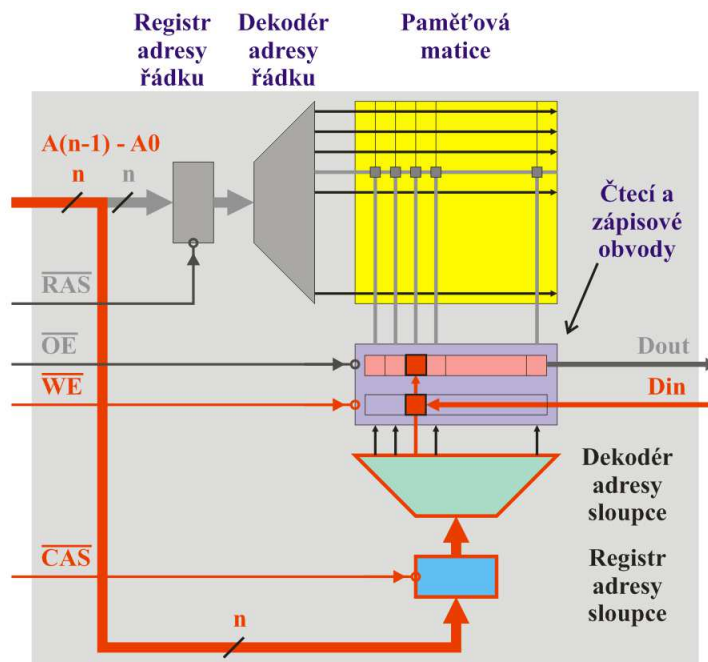 Registr
adresy
řádku
Dekodér
adresy
řádku
Paměťová
matice
A(n-1) - A0
n
n
Čtecí a
zápisové
obvody
RAS
OE
Dout
WE
Din
Dekodér
adresy
sloupce
CAS
Registr
adresy
sloupce
n